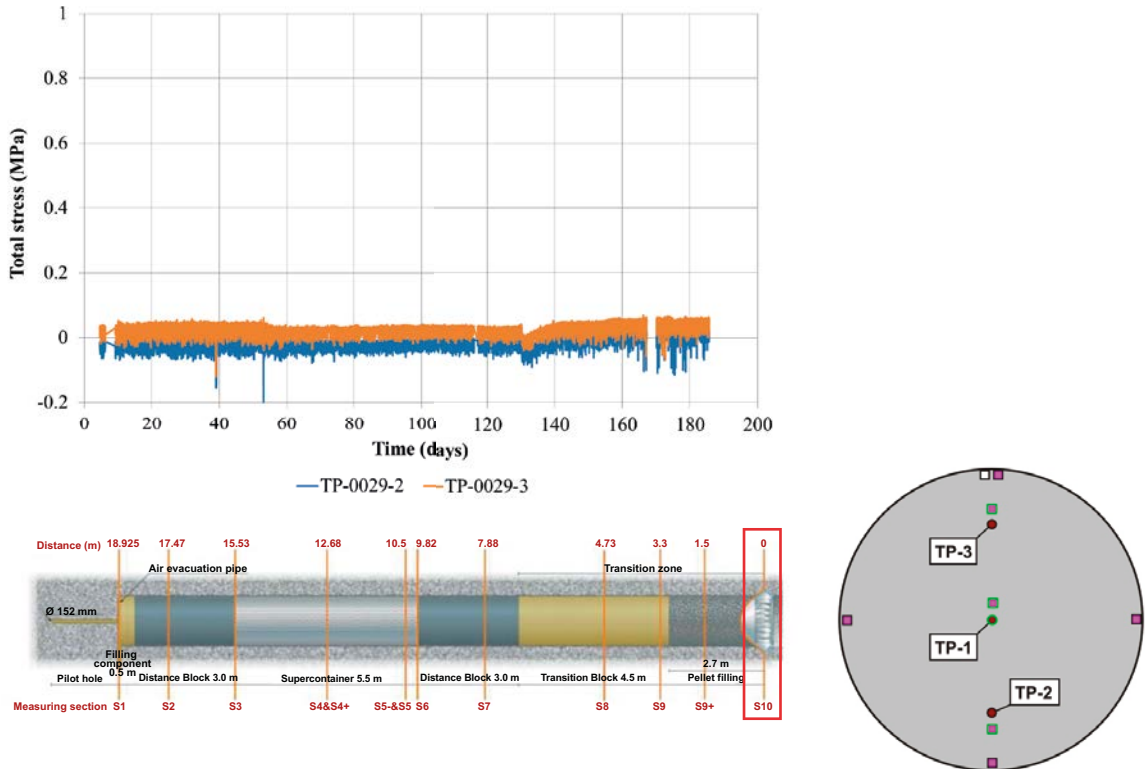 1
0.8
0.6
0.4
0.2
0
-0.2
Total stress (MPa)
0 20 40 60 80 100 120 140 160 180 200
Time (days)
TP-0029-2 TP-0029-3
Distance (m) 18.925 17.47 15.53 12.68 10.5 9.82 7.88 4.73 3.3 1.5 0
Air evacuation pipe Transition zone
Ø 152 mm
Filling
component
0.5 m
2.7 m
Pilot hole Distance Block 3.0 m Supercontainer 5.5 m Distance Block 3.0 m Transition Block 4.5 m Pellet filling
Measuring section S1 S2 S3 S4&S4+ S5-&S5 S6 S7 S8 S9 S9+ S10
TP-3
TP-1
TP-2